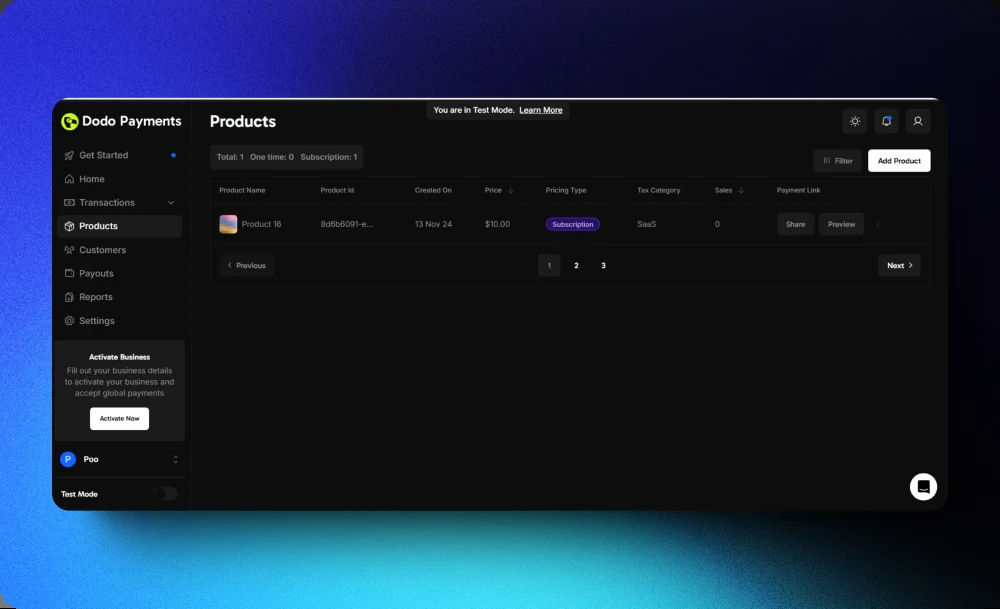 You are in Test Mode. Learn More
Dodo Payments
Get Started
Home
Transactions
Products
Customers
Payouts
Reports
Settings
Activate Business
Fill out your business details
to activate your business and
accept global payments
Activate Now
P Poo
Test Mode
Products
Total: 1 One time: 0 Subscription: 1
Filter
Add Product
Product Name Product Id Created On Price Pricing Type Tax Category Sales Payment Link
Product 16 8d6b6091-e... 13 Nov 24 $10.00 Subscription SaaS 0 Share Preview
Previous 1 2 3 Next